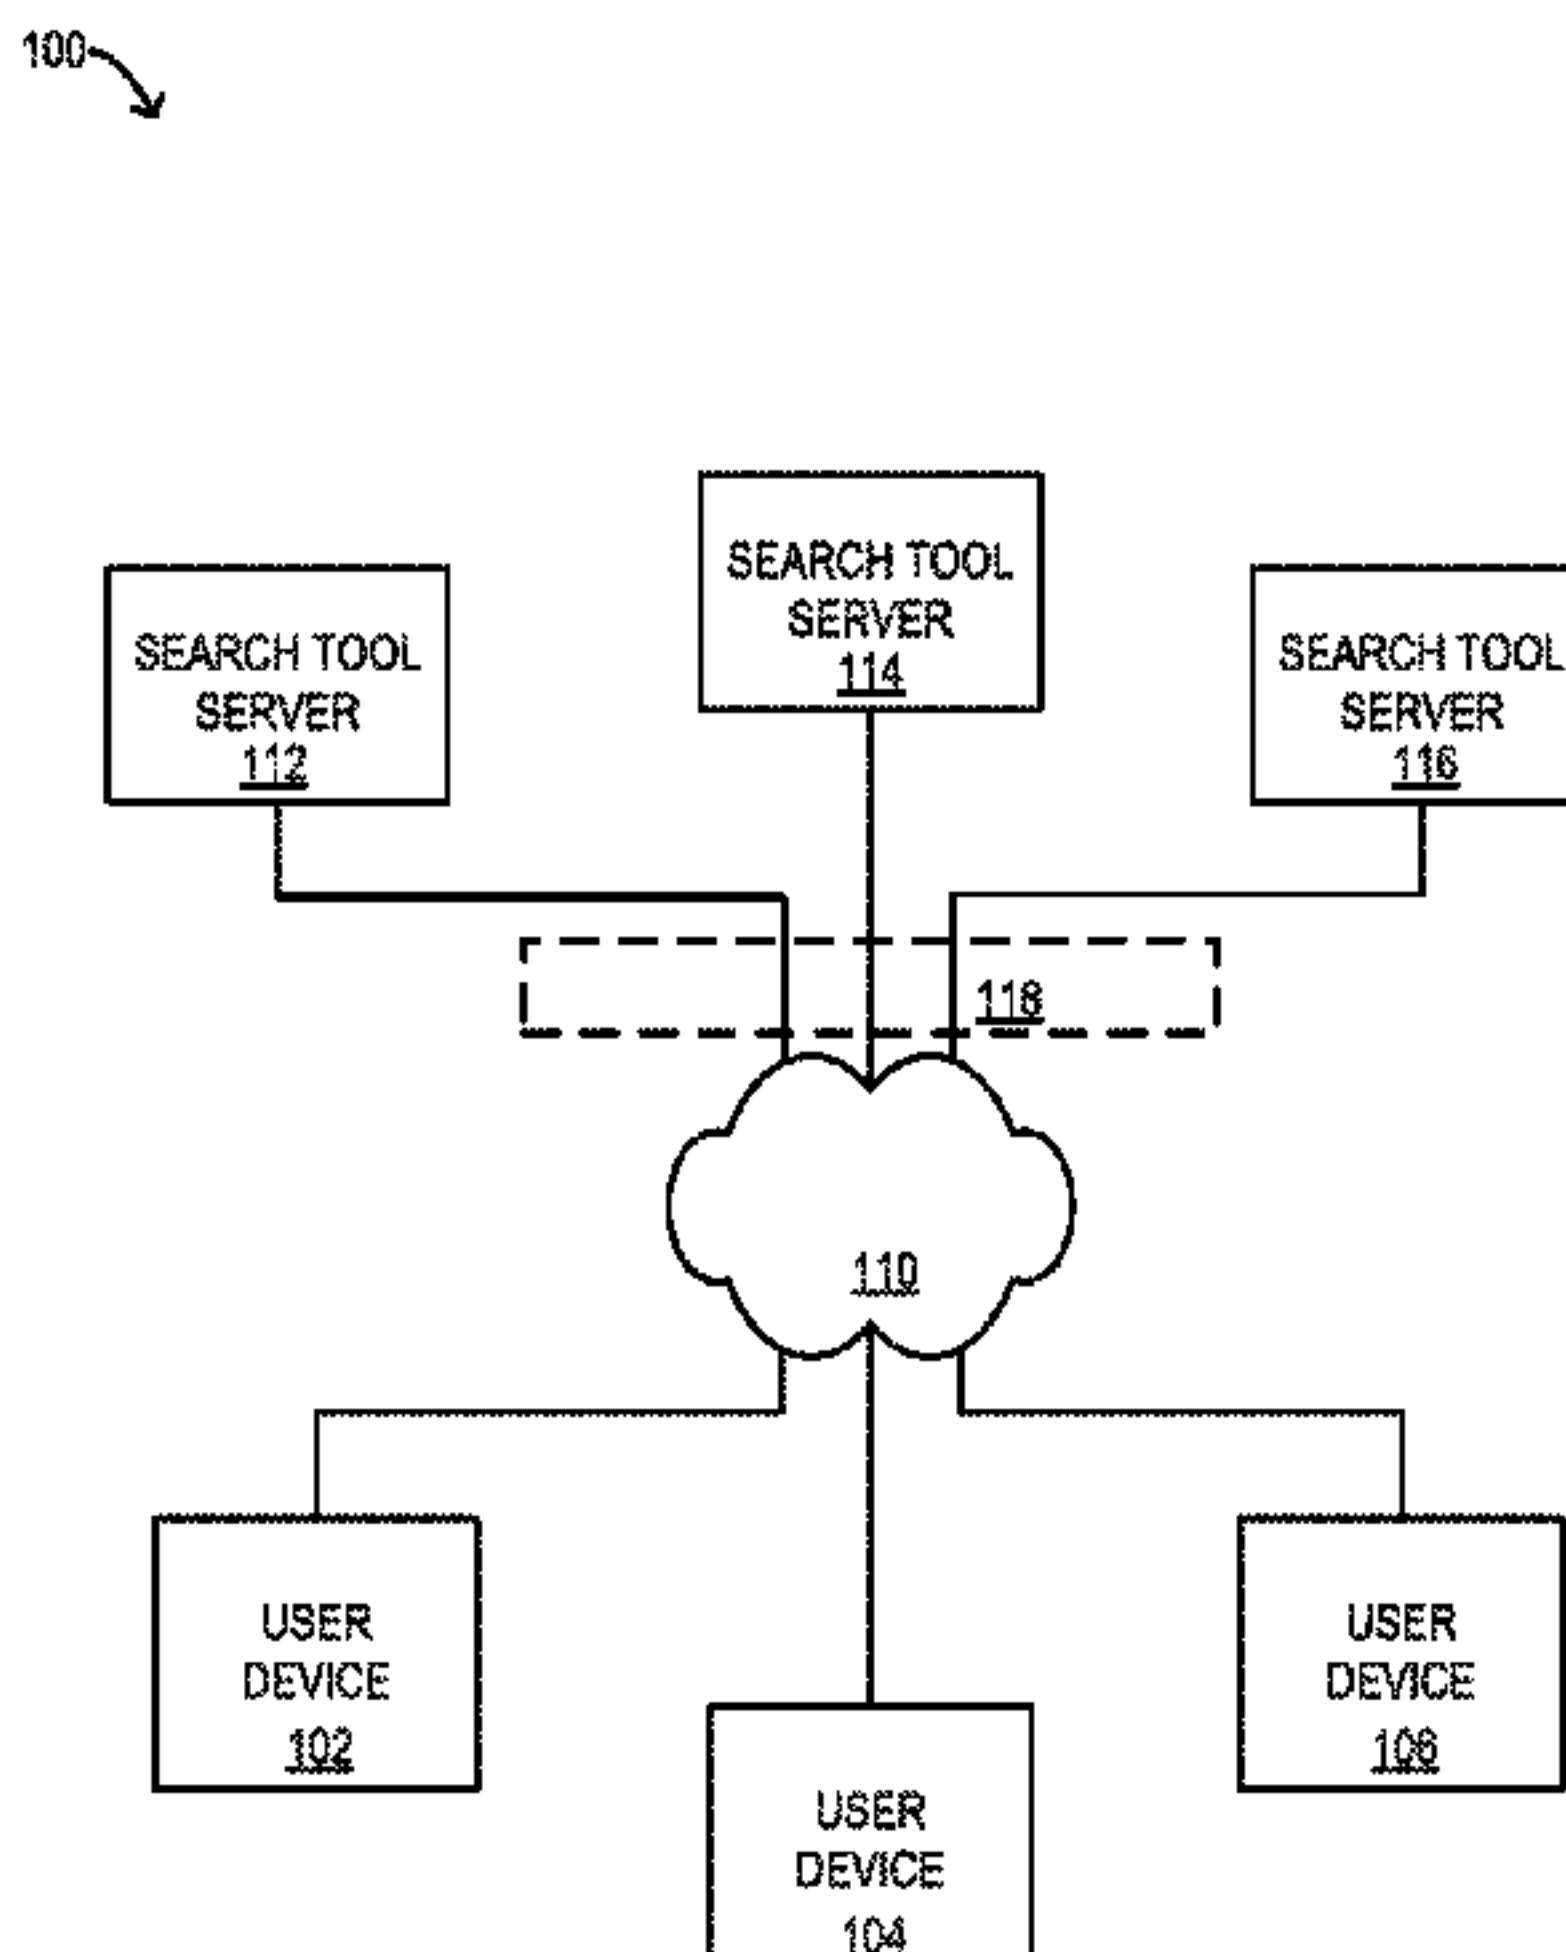 100
SEARCH TOOL
SERVER
114
SEARCH TOOL
SERVER
112
SEARCH TOOL
SERVER
116
118
110
USER
DEVICE
102
USER
DEVICE
106
USER
DEVICE
104